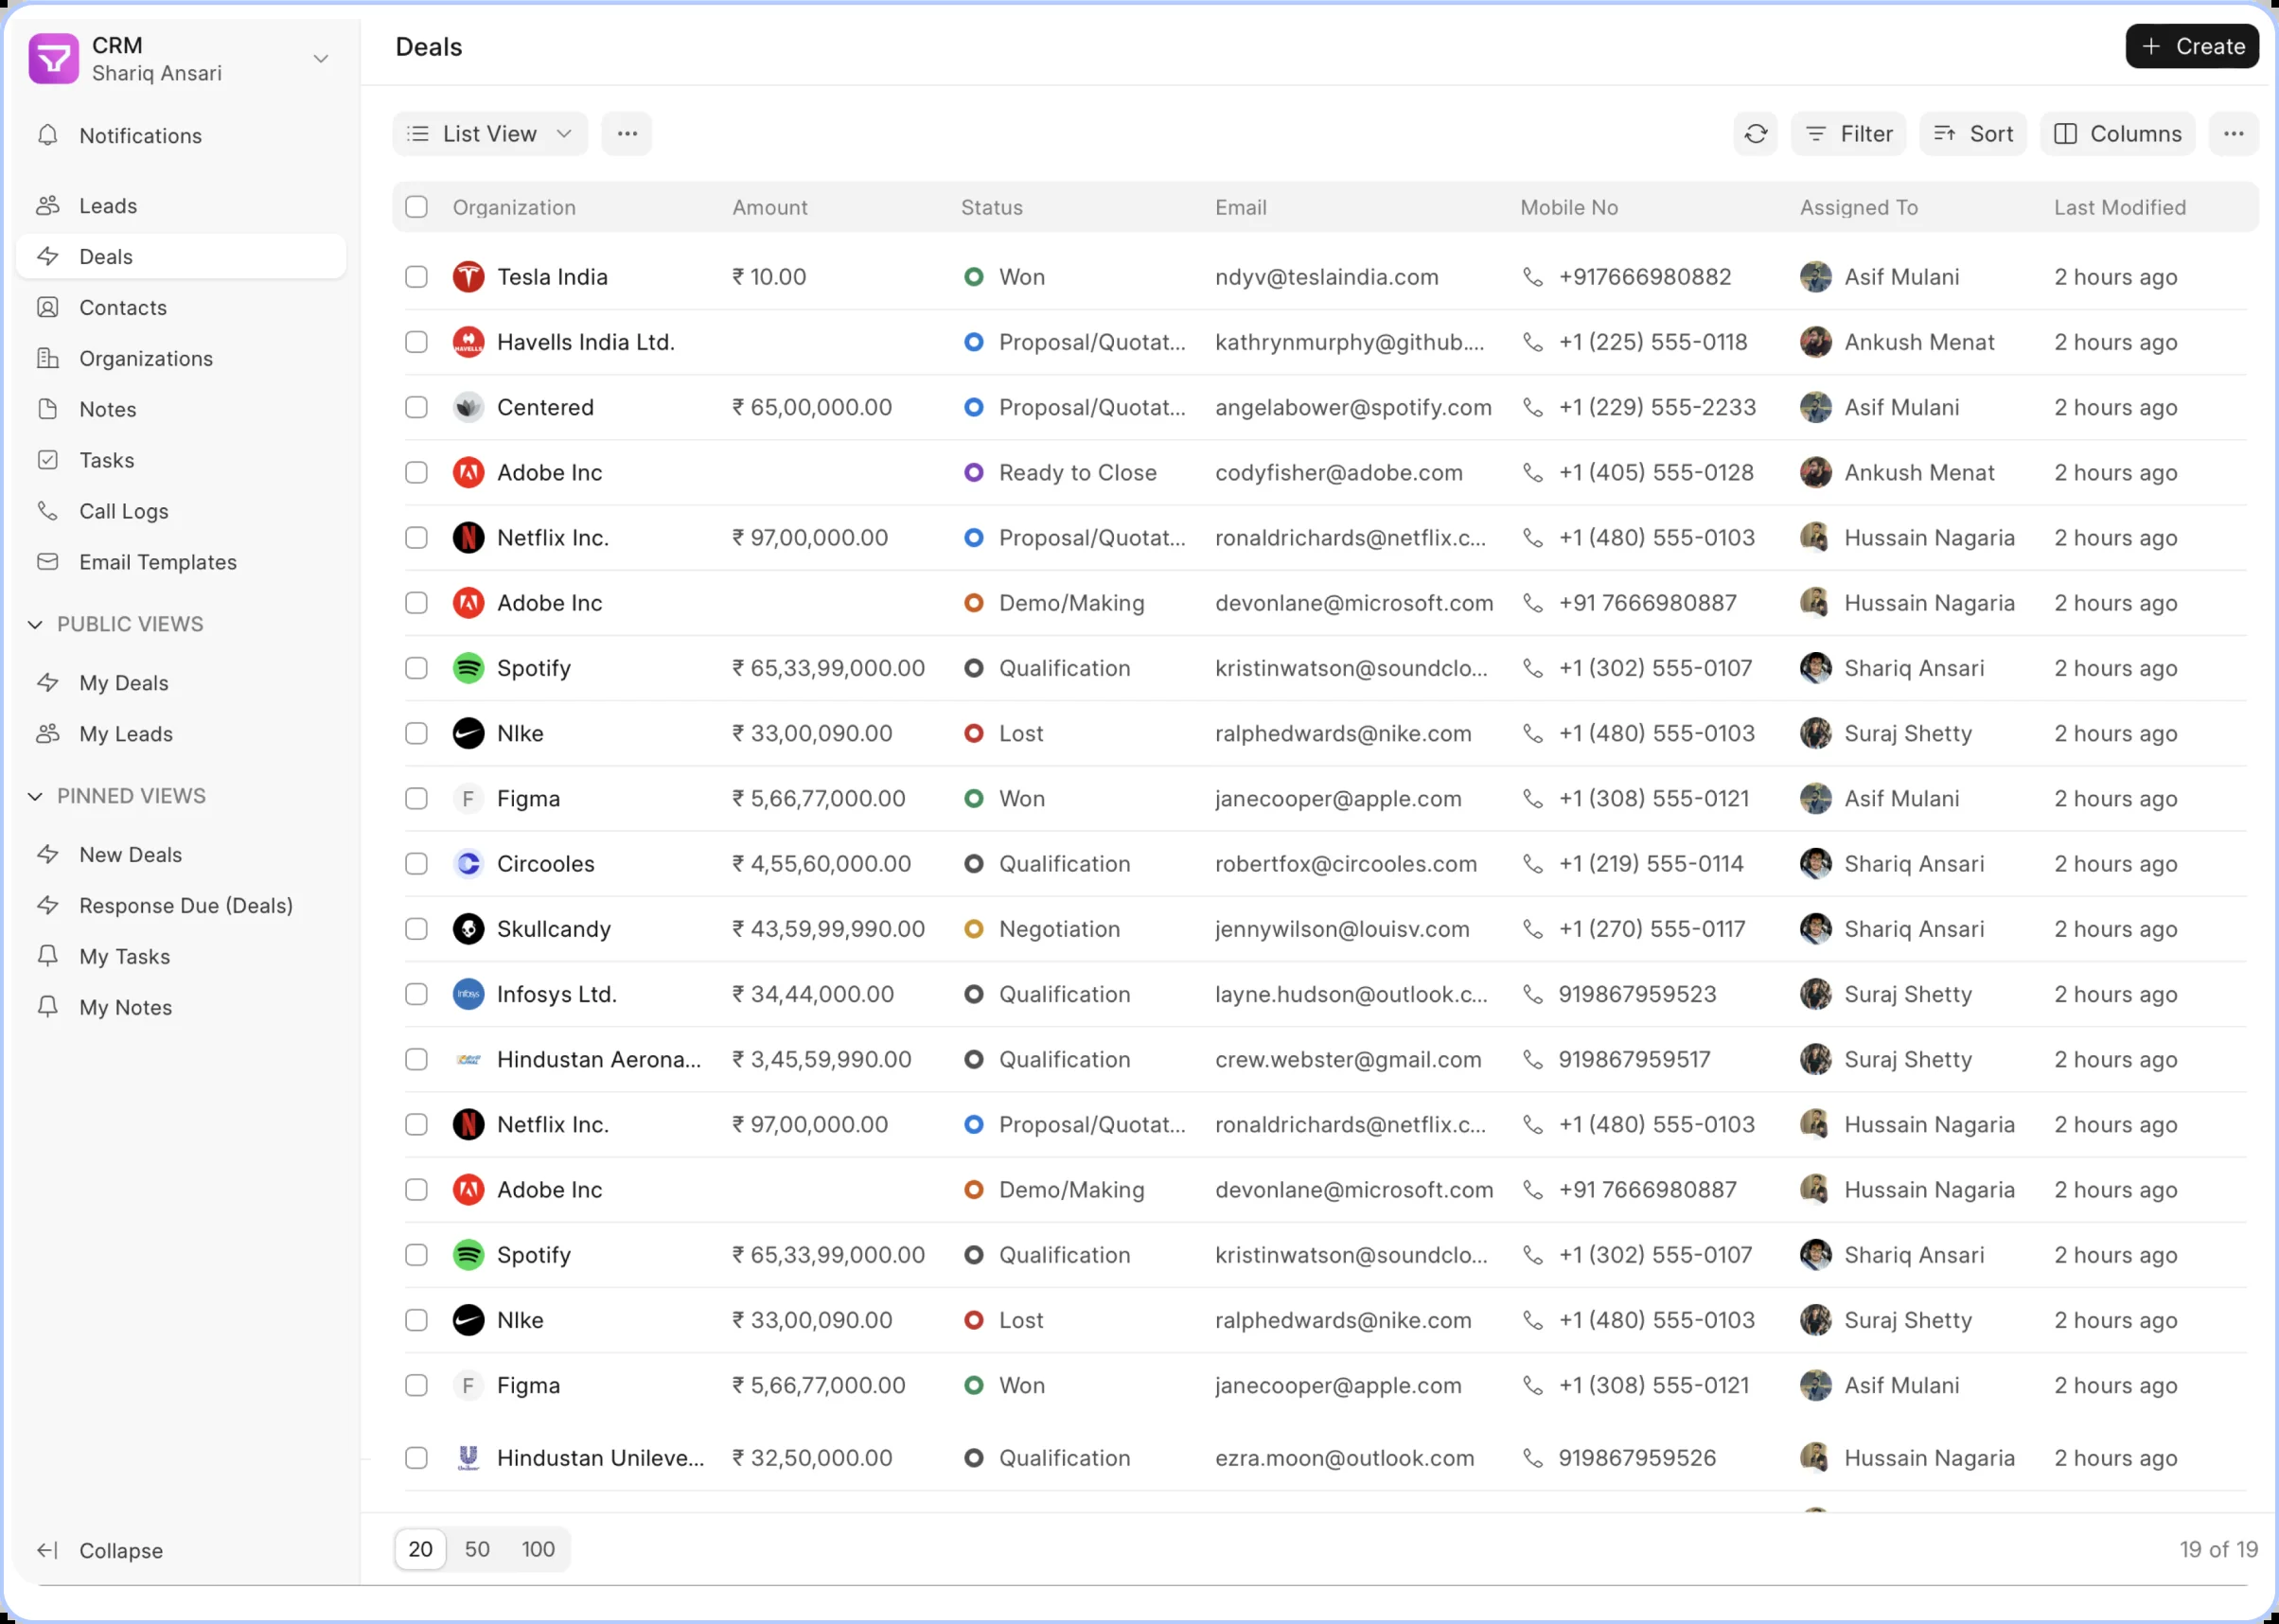 CRM
Shariq Ansari
Notifications
Leads
Deals
Contacts
Organizations
Notes
Tasks
Call Logs
Email Templates
PUBLIC VIEWS
My Deals
My Leads
PINNED VIEWS
New Deals
Response Due (Deals)
My Tasks
My Notes
Collapse
Deals
+ Create
List View
Filter Sort Columns
Organization Amount Status Email Mobile No Assigned To Last Modified
Tesla India ₹ 10.00 Won ndyv@teslaindia.com +917666980882 Asif Mulani 2 hours ago
Havells India Ltd. Proposal/Quotat... kathrynmurphy@github.... +1 (225) 555-0118 Ankush Menat 2 hours ago
Centered ₹ 65,00,000.00 Proposal/Quotat... angelabower@spotify.com +1 (229) 555-2233 Asif Mulani 2 hours ago
Adobe Inc Ready to Close codyfisher@adobe.com +1 (405) 555-0128 Ankush Menat 2 hours ago
Netflix Inc. ₹ 97,00,000.00 Proposal/Quotat... ronaldrichards@netflix.c... +1 (480) 555-0103 Hussain Nagaria 2 hours ago
Adobe Inc Demo/Making devonlane@microsoft.com +91 7666980887 Hussain Nagaria 2 hours ago
Spotify ₹ 65,33,99,000.00 Qualification kristinwatson@soundclo... +1 (302) 555-0107 Shariq Ansari 2 hours ago
NIke ₹ 33,00,090.00 Lost ralphedwards@nike.com +1 (480) 555-0103 Suraj Shetty 2 hours ago
F Figma ₹ 5,66,77,000.00 Won janecooper@apple.com +1 (308) 555-0121 Asif Mulani 2 hours ago
Circooles ₹ 4,55,60,000.00 Qualification robertfox@circooles.com +1 (219) 555-0114 Shariq Ansari 2 hours ago
Skullcandy ₹ 43,59,99,990.00 Negotiation jennywilson@louisv.com +1 (270) 555-0117 Shariq Ansari 2 hours ago
Infosys Infosys Ltd. ₹ 34,44,000.00 Qualification layne.hudson@outlook.c... 919867959523 Suraj Shetty 2 hours ago
Hindustan Aerona... ₹ 3,45,59,990.00 Qualification crew.webster@gmail.com 919867959517 Suraj Shetty 2 hours ago
Netflix Inc. ₹ 97,00,000.00 Proposal/Quotat... ronaldrichards@netflix.c... +1 (480) 555-0103 Hussain Nagaria 2 hours ago
Adobe Inc Demo/Making devonlane@microsoft.com +91 7666980887 Hussain Nagaria 2 hours ago
Spotify ₹ 65,33,99,000.00 Qualification kristinwatson@soundclo... +1 (302) 555-0107 Shariq Ansari 2 hours ago
NIke ₹ 33,00,090.00 Lost ralphedwards@nike.com +1 (480) 555-0103 Suraj Shetty 2 hours ago
F Figma ₹ 5,66,77,000.00 Won janecooper@apple.com +1 (308) 555-0121 Asif Mulani 2 hours ago
Hindustan Unileve... ₹ 32,50,000.00 Qualification ezra.moon@outlook.com 919867959526 Hussain Nagaria 2 hours ago
20 50 100
19 of 19